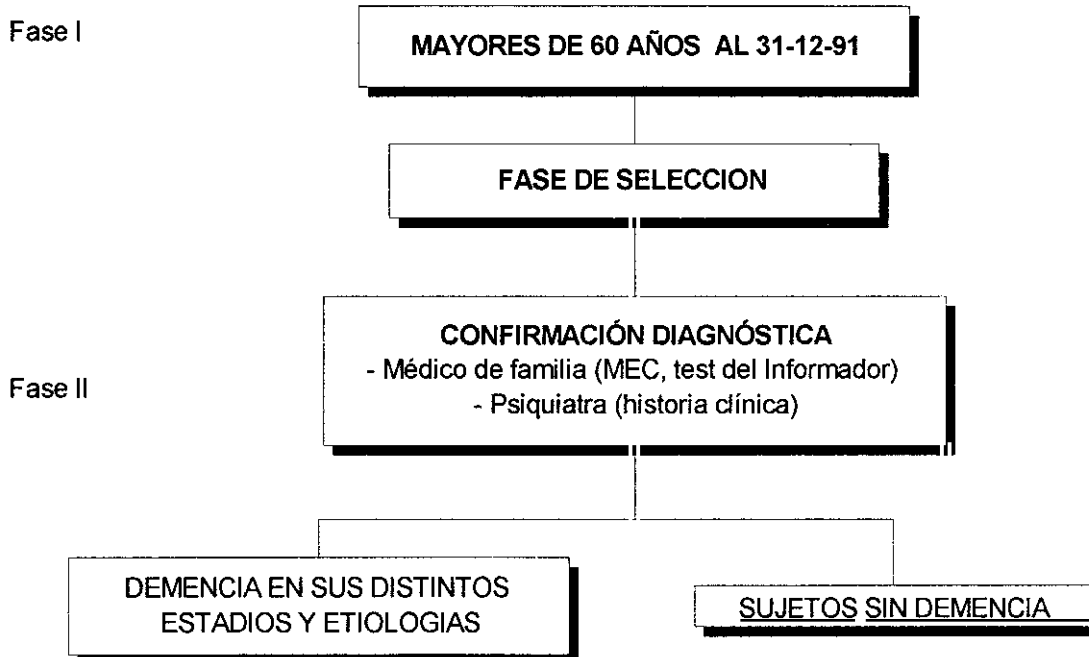 Fase I
MAYORES DE 60 AÑOS AL 31-12-91
FASE DE SELECCION
CONFIRMACIÓN DIAGNÓSTICA
- Médico de familia (MEC, test del Informador)
- Psiquiatra (historia clínica)
Fase II
DEMENCIA EN SUS DISTINTOS
ESTADIOS Y ETIOLOGIAS
SUJETOS SIN DEMENCIA